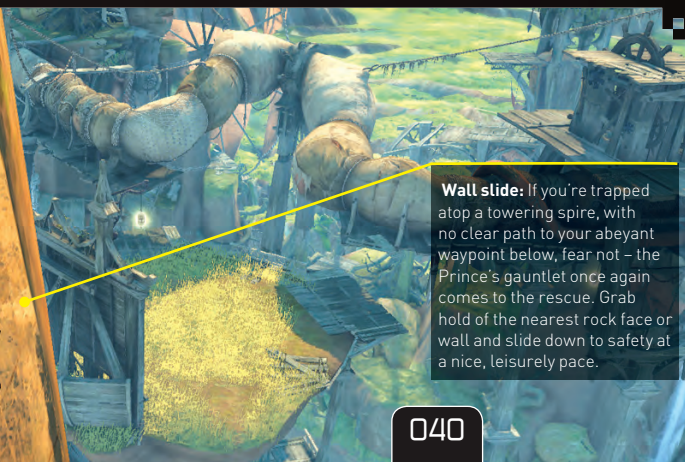 Wall slide: If you're trapped
atop a towering spire, with
no clear path to your abeyant
waypoint below, fear not – the
Prince's gauntlet once again
comes to the rescue. Grab
hold of the nearest rock face or
wall and slide down to safety at
a nice, leisurely pace.
040